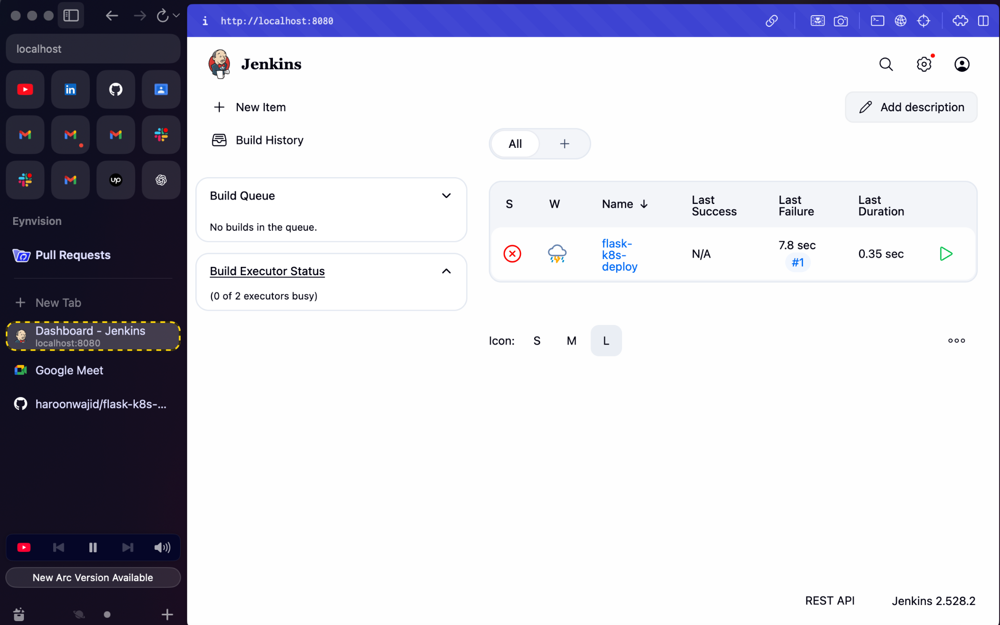 i http://localhost:8080
localhost
in
up
Eynvision
Pull Requests
New Tab
Dashboard - Jenkins
localhost:8080
Google Meet
haroonwajid/flask-k8s-...
New Arc Version Available
Jenkins
New Item
Build History
Add description
All
Build Queue
No builds in the queue.
Build Executor Status
(0 of 2 executors busy)
S W Name ↓ Last Success Last Failure Last Duration
flask-
k8s-
deploy
N/A
7.8 sec
#1
0.35 sec
Icon: S M L
REST API Jenkins 2.528.2